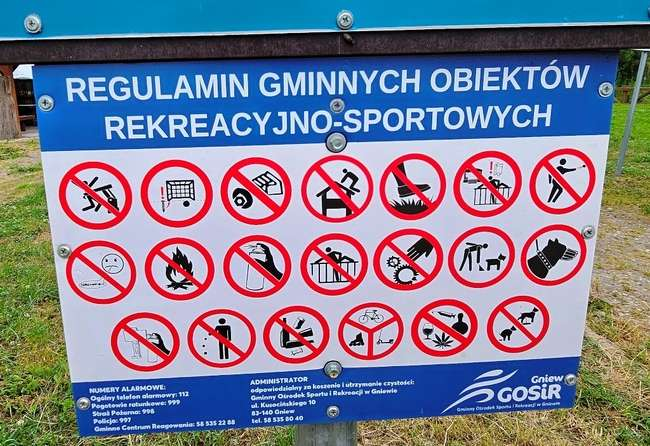 REGULAMIN GMINNYCH OBIEKTÓW
REKREACYJNO-SPORTOWYCH
NUMERY ALARMOWE:
Ogólny telefon alarmowy: 112
Pogotowie ratunkowe: 999
Straż Pożarna: 998
Policja: 997
Gminne Centrum Reagowania: 58 535 22 88
ADMINISTRATOR
odpowiedzialny za koszenie i utrzymanie czystości:
Gminny Ośrodek Sportu i Rekreacji w Gniewie
ul. Kusocińskiego 10
83-140 Gniew
tel. 58 535 80 40
Gniew
GOSiR
Gminny Ośrodek Sportu i Rekreacji w Gniewie